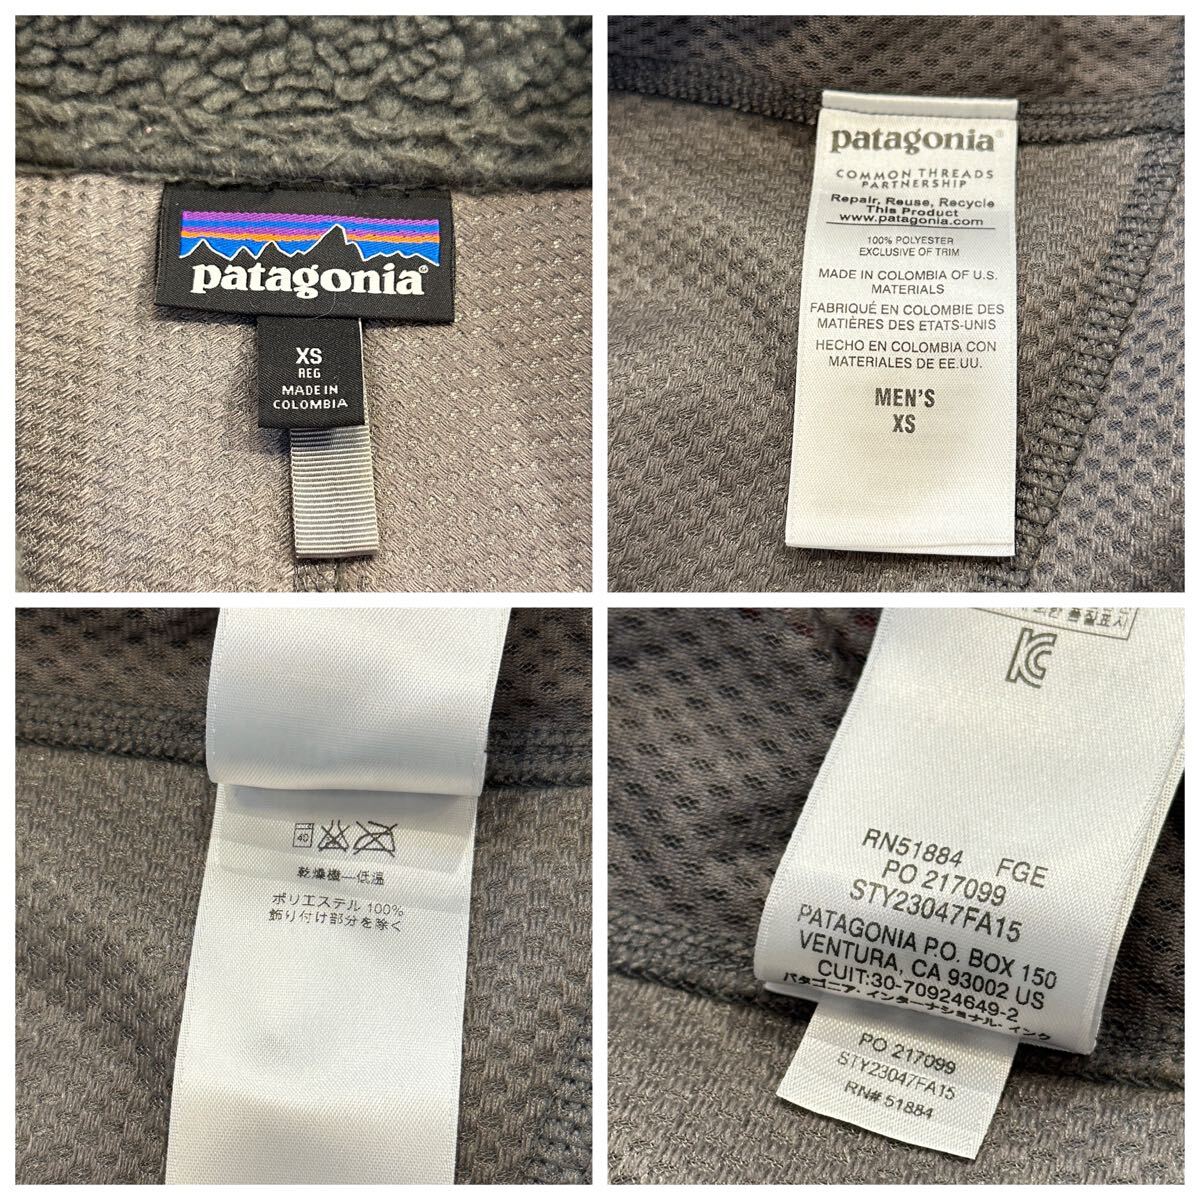 patagonia®
XS
REG
MADE IN
COLOMBIA
patagonia®
COMMON THREADS
PARTNERSHIP
Repair, Reuse, Recycle
This Product
www.patagonia.com
100% POLYESTER
EXCLUSIVE OF TRIM
MADE IN COLOMBIA OF U.S.
MATERIALS
FABRIQUÉ EN COLOMBIE DES
MATIÈRES DES ETATS-UNIS
HECHO EN COLOMBIA CON
MATERIALES DE EE.UU.
MEN'S
XS
40
乾燥機—低温
ポリエステル 100%
飾り付け部分を除く
품질표시
RN51884 FGE
PO 217099
STY23047FA15
PATAGONIA P.O. BOX 150
VENTURA, CA 93002 US
CUIT:30-70924649-2
パタゴニア・インターナショナル・インク
PO 217099
STY23047FA15
RN# 51884